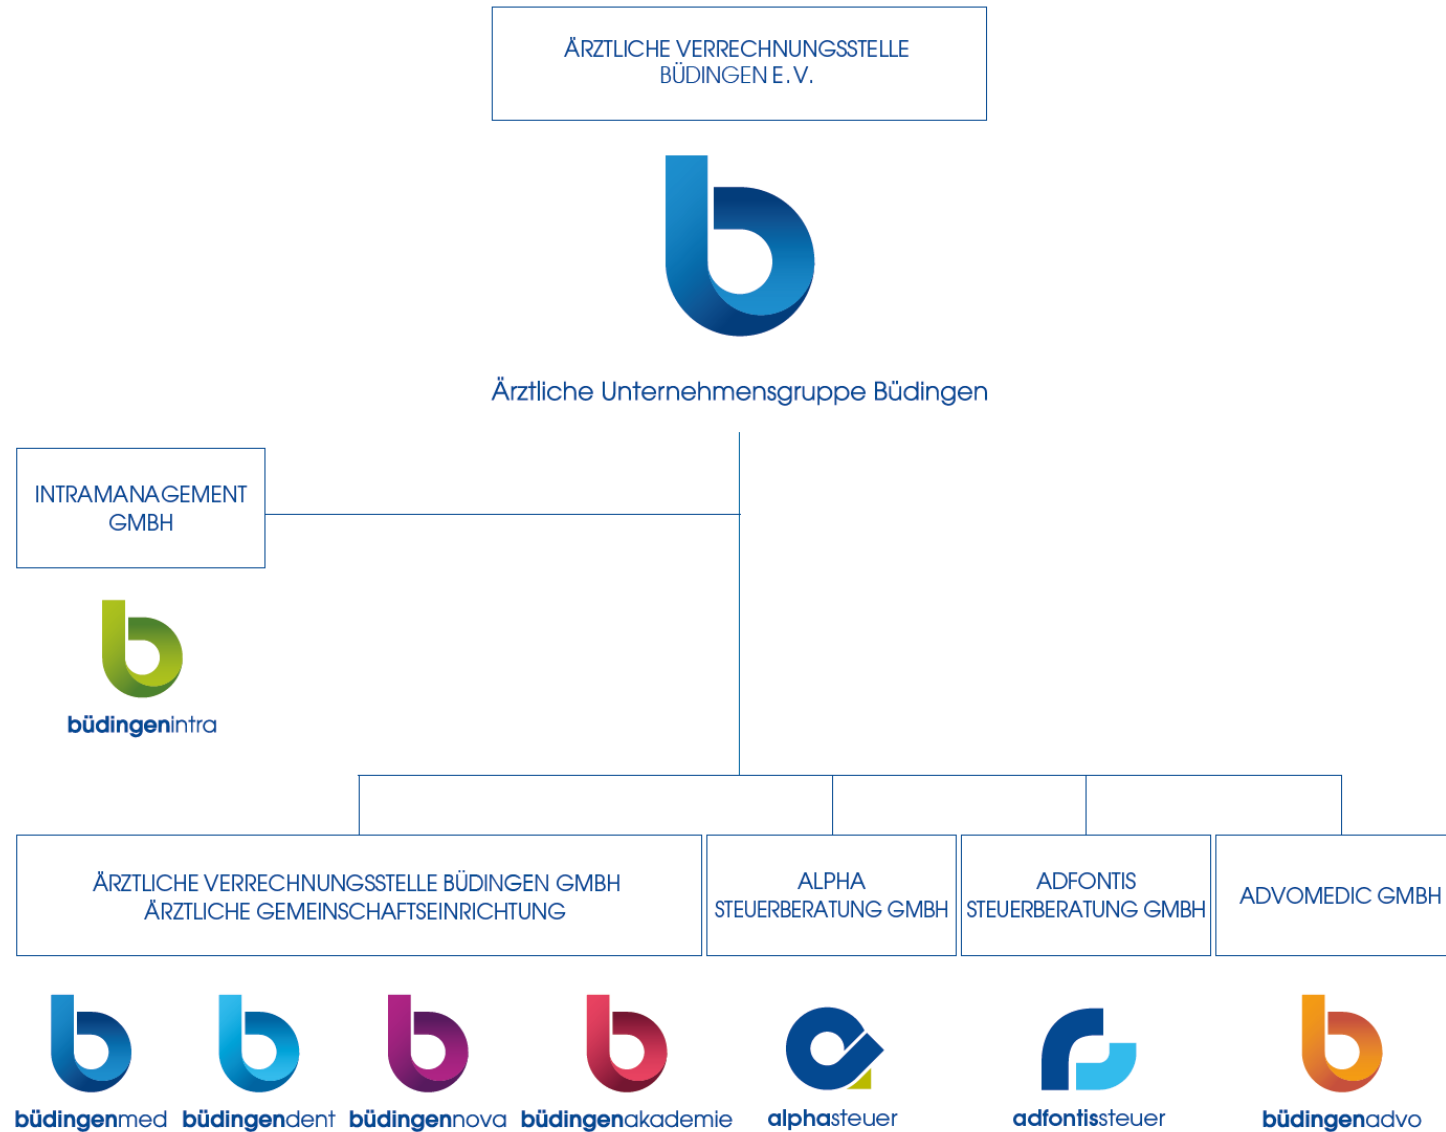 ÄRZTLICHE VERRECHNUNGSSTELLE
BÜDINGEN E. V.
Ärztliche Unternehmensgruppe Büdingen
INTRAMANAGEMENT
GMBH
büdingenintra
ÄRZTLICHE VERRECHNUNGSSTELLE BÜDINGEN GMBH
ÄRZTLICHE GEMEINSCHAFTSEINRICHTUNG
ALPHA
STEUERBERATUNG GMBH
ADFONTIS
STEUERBERATUNG GMBH
ADVOMEDIC GMBH
büdingenmed
büdingendent
büdingennova
büdingenakademie
alphasteuer
adfontissteuer
büdingenadvo